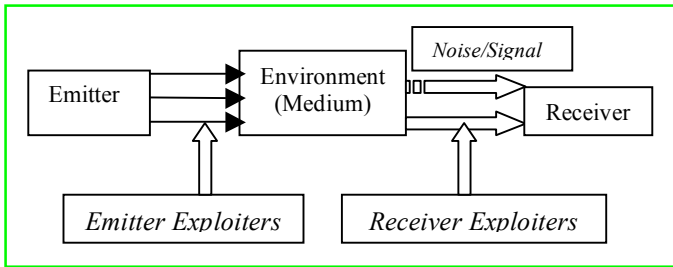 Noise/Signal
Emitter
Environment
(Medium)
Receiver
Emitter Exploiters
Receiver Exploiters